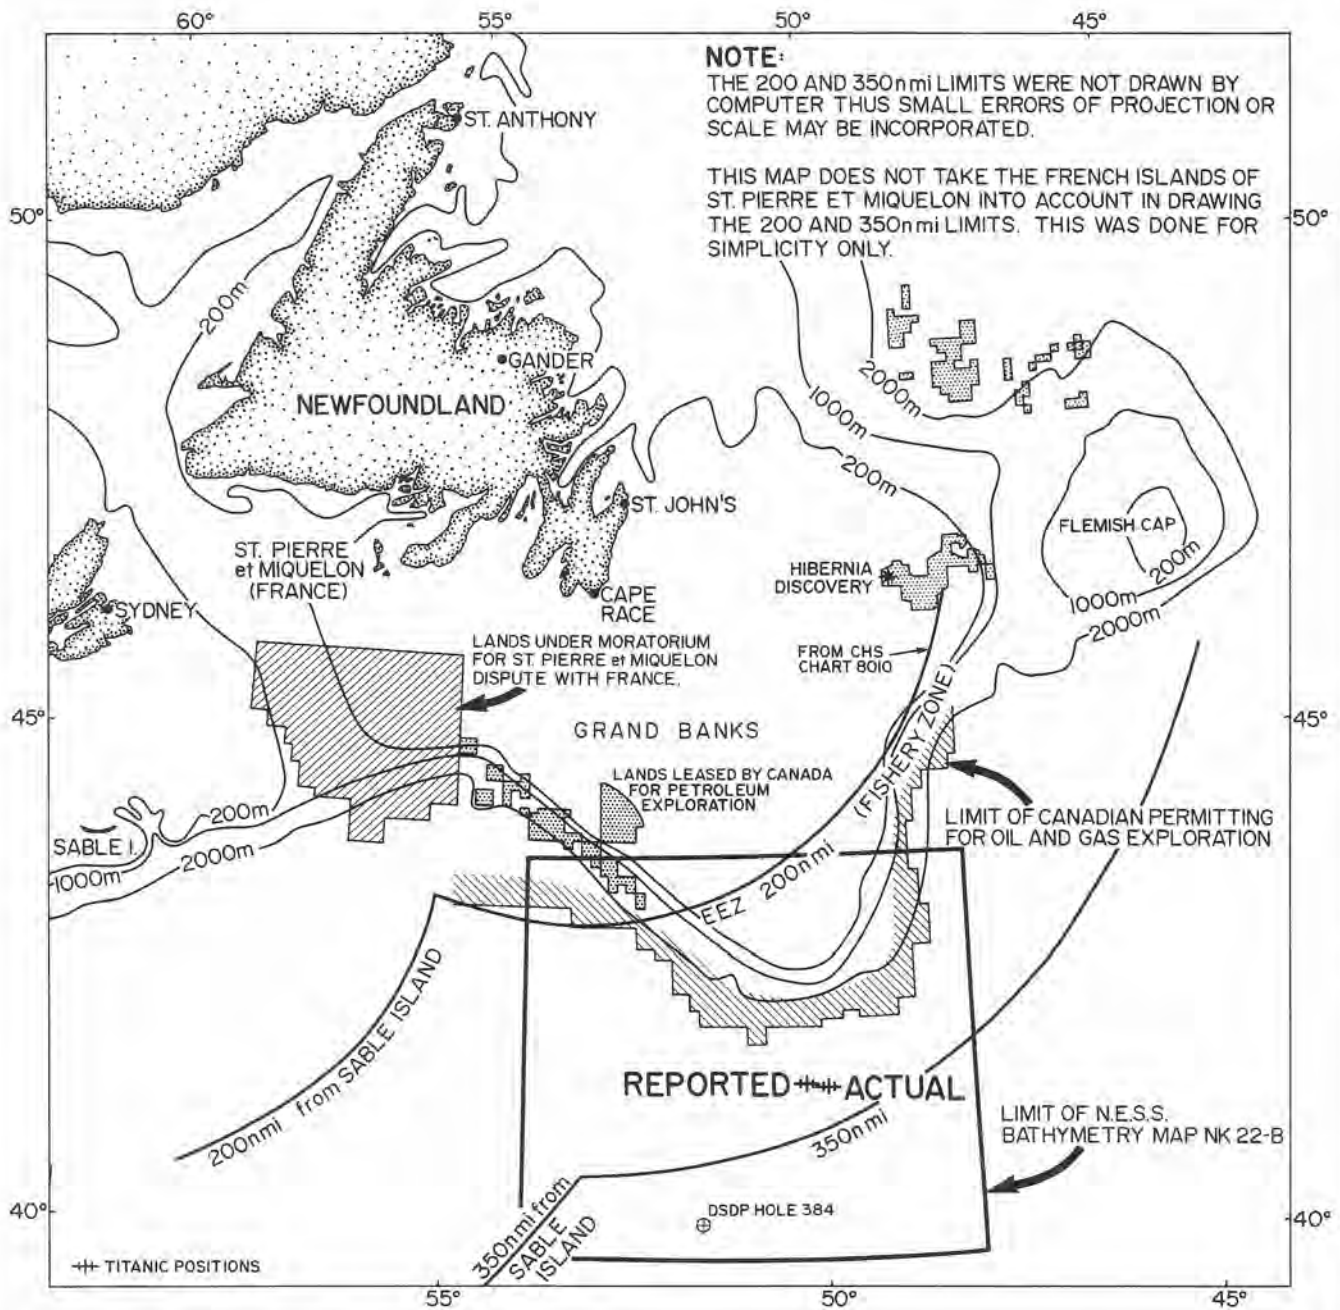 60°
55°
50°
45°
NOTE:
THE 200 AND 350nmi LIMITS WERE NOT DRAWN BY
COMPUTER THUS SMALL ERRORS OF PROJECTION OR
SCALE MAY BE INCORPORATED.
THIS MAP DOES NOT TAKE THE FRENCH ISLANDS OF
ST. PIERRE ET MIQUELON INTO ACCOUNT IN DRAWING
THE 200 AND 350nmi LIMITS. THIS WAS DONE FOR
SIMPLICITY ONLY.
ST. ANTHONY
50°
50°
200m
GANDER
2000m
NEWFOUNDLAND
1000m
200m
ST. JOHN'S
FLEMISH CAP
200m
1000m
2000m
ST. PIERRE
et MIQUELON
(FRANCE)
HIBERNIA
DISCOVERY
SYDNEY
CAPE
RACE
LANDS UNDER MORATORIUM
FOR ST. PIERRE et MIQUELON
DISPUTE WITH FRANCE.
FROM CHS
CHART 8010
45°
45°
GRAND BANKS
(FISHERY ZONE)
LANDS LEASED BY CANADA
FOR PETROLEUM
EXPLORATION
LIMIT OF CANADIAN PERMITTING
FOR OIL AND GAS EXPLORATION
SABLE I.
200m
2000m
1000m
EEZ 200nmi
200nmi from SABLE ISLAND
REPORTED ACTUAL
350nmi
LIMIT OF N.E.S.S.
BATHYMETRY MAP NK 22-B
40°
40°
350nmi from
SABLE
ISLAND
DSDP HOLE 384
TITANIC POSITIONS
55°
50°
45°